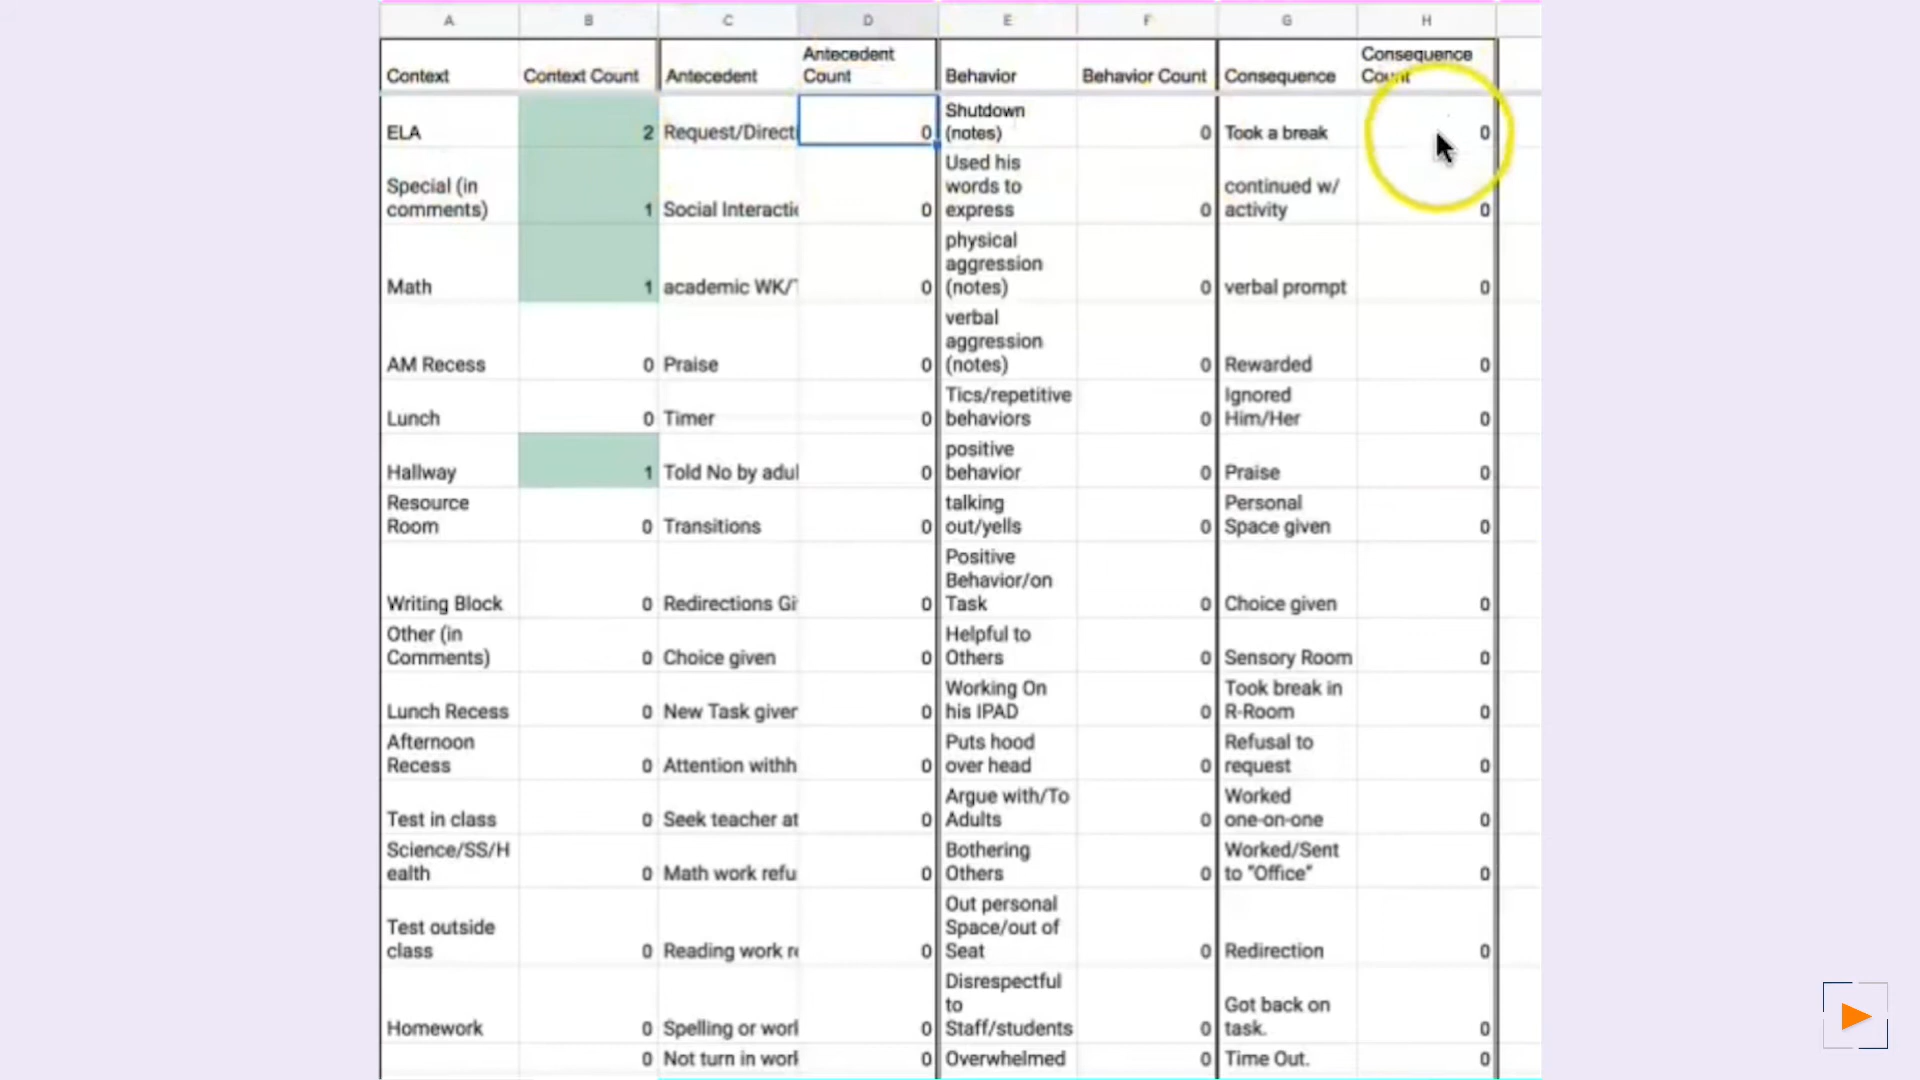 A B C D E F G H
Context Context Count Antecedent Antecedent Count Behavior Behavior Count Consequence Consequence Count
ELA 2 Request/Directi 0 Shutdown (notes) 0 Took a break 0
Special (in comments) 1 Social Interactio 0 Used his words to express 0 continued w/ activity 0
Math 1 academic WK/T 0 physical aggression (notes) 0 verbal prompt 0
AM Recess 0 Praise 0 verbal aggression (notes) 0 Rewarded 0
Lunch 0 Timer 0 Tics/repetitive behaviors 0 Ignored Him/Her 0
Hallway 1 Told No by adul 0 positive behavior 0 Praise 0
Resource Room 0 Transitions 0 talking out/yells 0 Personal Space given 0
Writing Block 0 Redirections Gi 0 Positive Behavior/on Task 0 Choice given 0
Other (in Comments) 0 Choice given 0 Helpful to Others 0 Sensory Room 0
Lunch Recess 0 New Task given 0 Working On his IPAD 0 Took break in R-Room 0
Afternoon Recess 0 Attention withh 0 Puts hood over head 0 Refusal to request 0
Test in class 0 Seek teacher at 0 Argue with/To Adults 0 Worked one-on-one 0
Science/SS/Health 0 Math work refu 0 Bothering Others 0 Worked/Sent to "Office" 0
Test outside class 0 Reading work re 0 Out personal Space/out of Seat 0 Redirection 0
Homework 0 Spelling or worl 0 Disrespectful to Staff/students 0 Got back on task. 0
0 Not turn in worl 0 Overwhelmed 0 Time Out. 0